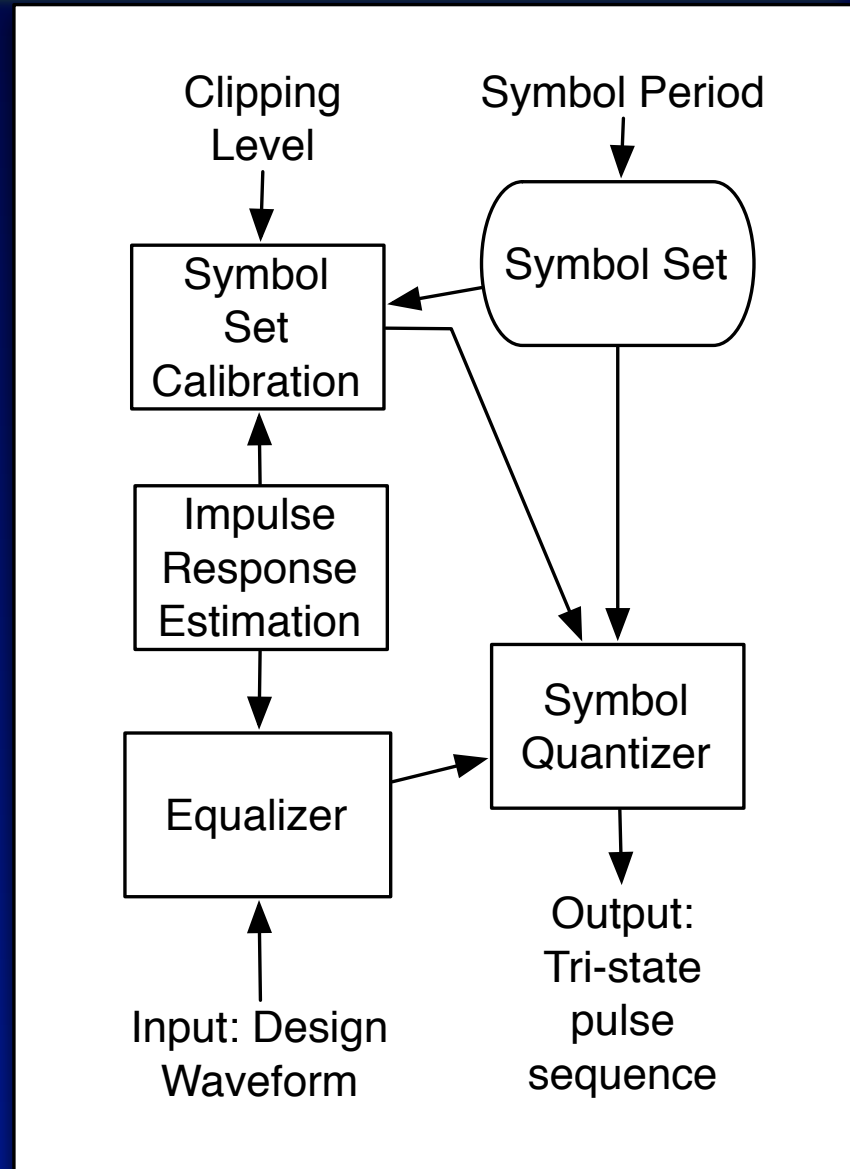 Clipping
Level
Symbol Period
Symbol
Set
Calibration
Symbol Set
Impulse
Response
Estimation
Symbol
Quantizer
Equalizer
Input: Design
Waveform
Output:
Tri-state
pulse
sequence